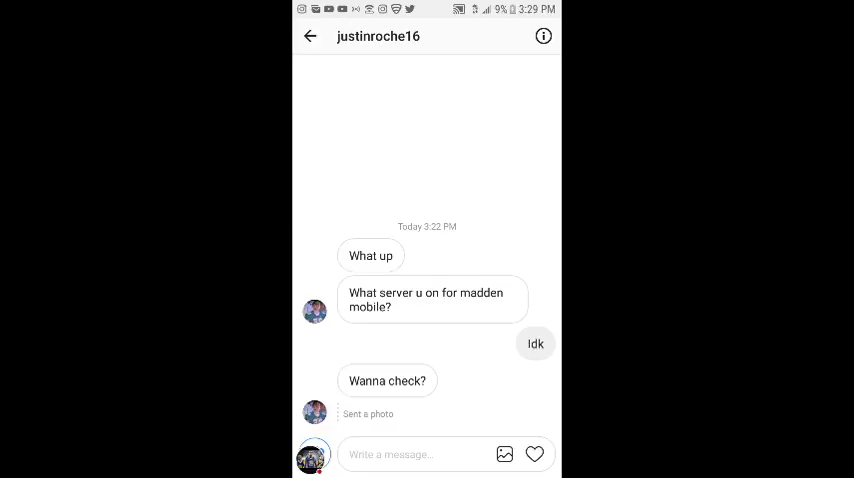 9% 3:29 PM
justinroche16
Today 3:22 PM
What up
What server u on for madden
mobile?
Idk
Wanna check?
Sent a photo
Write a message...